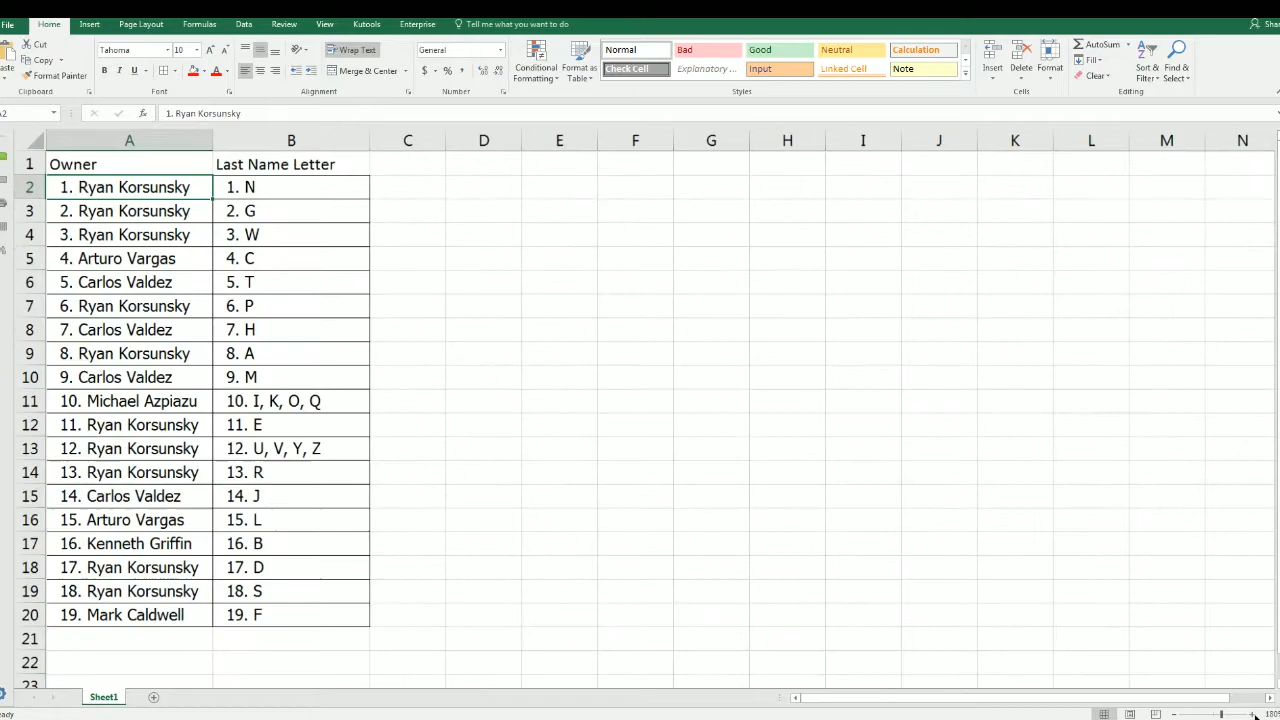 File Home Insert Page Layout Formulas Data Review View Kutools Enterprise Tell me what you want to do
Cut
Copy
Format Painter
Clipboard
Tahoma 10
B I U
Font
Wrap Text
Merge & Center
Alignment
General
$ % ,
Number
Conditional Formatting
Format as Table
Normal Bad Good Neutral Calculation
Check Cell Explanatory ... Input Linked Cell Note
Styles
Insert Delete Format
Cells
AutoSum
Fill
Clear
Sort & Filter
Find & Select
Editing
fx 1. Ryan Korsunsky
A B C D E F G H I J K L M N
1 Owner Last Name Letter
2 1. Ryan Korsunsky 1. N
3 2. Ryan Korsunsky 2. G
4 3. Ryan Korsunsky 3. W
5 4. Arturo Vargas 4. C
6 5. Carlos Valdez 5. T
7 6. Ryan Korsunsky 6. P
8 7. Carlos Valdez 7. H
9 8. Ryan Korsunsky 8. A
10 9. Carlos Valdez 9. M
11 10. Michael Azpiazu 10. I, K, O, Q
12 11. Ryan Korsunsky 11. E
13 12. Ryan Korsunsky 12. U, V, Y, Z
14 13. Ryan Korsunsky 13. R
15 14. Carlos Valdez 14. J
16 15. Arturo Vargas 15. L
17 16. Kenneth Griffin 16. B
18 17. Ryan Korsunsky 17. D
19 18. Ryan Korsunsky 18. S
20 19. Mark Caldwell 19. F
21
22
23
Sheet1